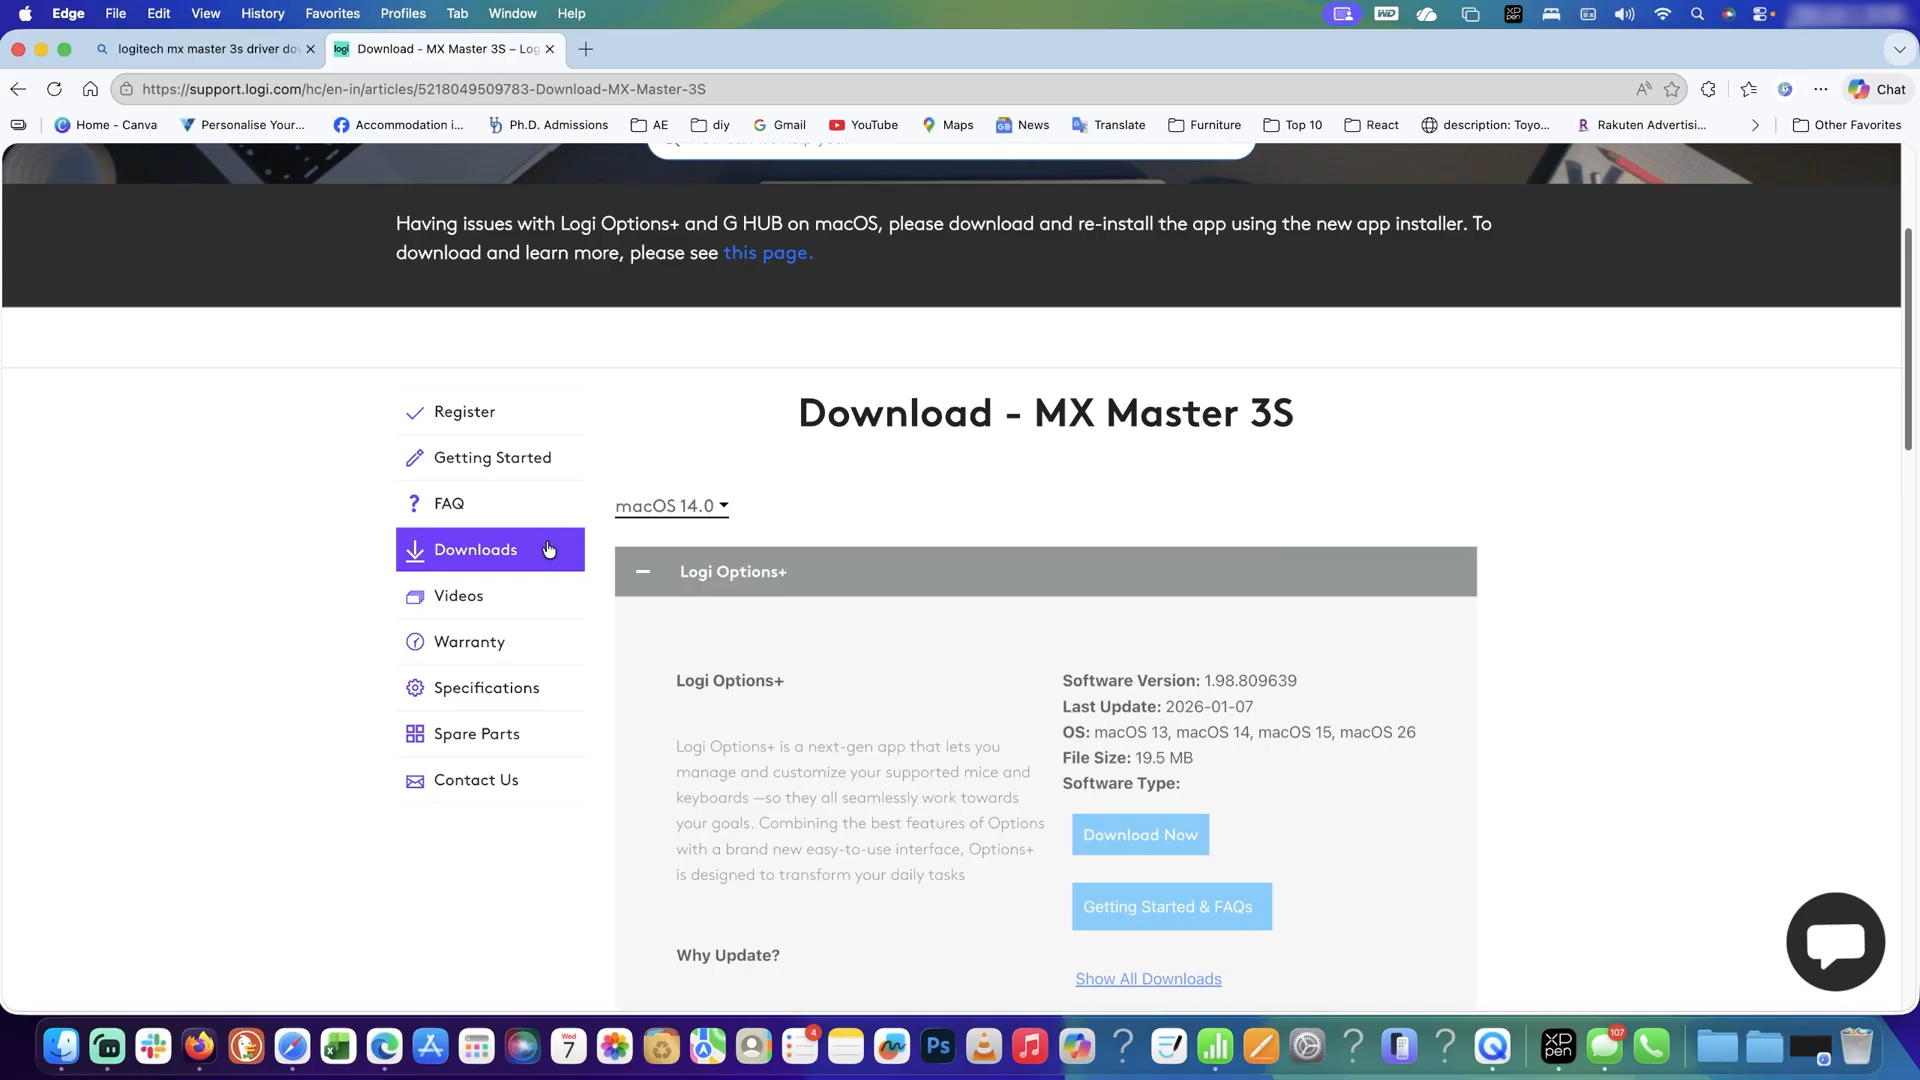 Edge File Edit View History Favorites Profiles Tab Window Help
logitech mx master 3s driver do
logi Download - MX Master 3S – Log
https://support.logi.com/hc/en-in/articles/5218049509783-Download-MX-Master-3S
Chat
Home - Canva Personalise Your... Accommodation i... Ph.D. Admissions AE diy Gmail YouTube Maps News Translate Furniture Top 10 React description: Toyo... Rakuten Advertisi... Other Favorites
Having issues with Logi Options+ and G HUB on macOS, please download and re-install the app using the new app installer. To
download and learn more, please see this page.
Register
Getting Started
FAQ
Downloads
Videos
Warranty
Specifications
Spare Parts
Contact Us
Download - MX Master 3S
macOS 14.0
Logi Options+
Logi Options+
Logi Options+ is a next-gen app that lets you
manage and customize your supported mice and
keyboards —so they all seamlessly work towards
your goals. Combining the best features of Options
with a brand new easy-to-use interface, Options+
is designed to transform your daily tasks
Why Update?
Software Version: 1.98.809639
Last Update: 2026-01-07
OS: macOS 13, macOS 14, macOS 15, macOS 26
File Size: 19.5 MB
Software Type:
Download Now
Getting Started & FAQs
Show All Downloads
Wed
7
4
Ps
XP
pen
107